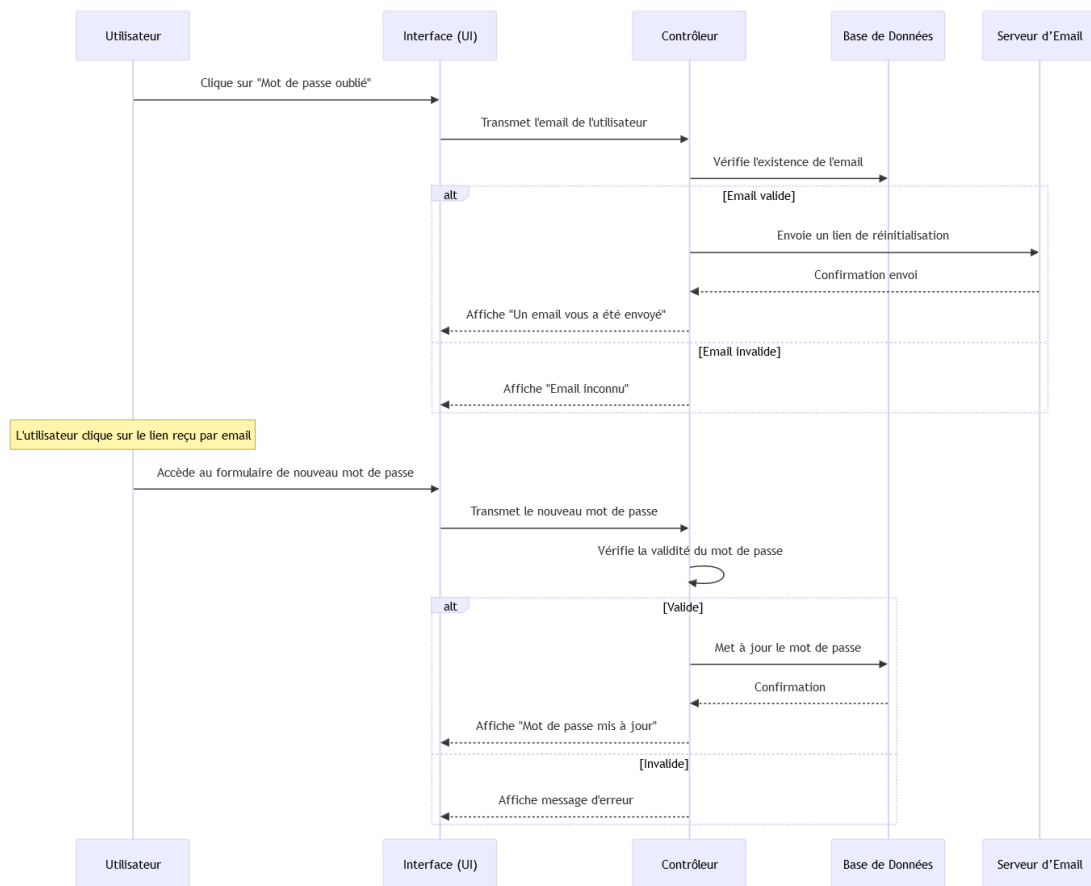 Utilisateur
Interface (UI)
Contrôleur
Base de Données
Serveur d’Email
Clique sur "Mot de passe oublié"
Transmet l'email de l'utilisateur
Vérifie l'existence de l'email
alt
[Email valide]
Envoie un lien de réinitialisation
Confirmation envoi
Affiche "Un email vous a été envoyé"
[Email invalide]
Affiche "Email inconnu"
L'utilisateur clique sur le lien reçu par email
Accède au formulaire de nouveau mot de passe
Transmet le nouveau mot de passe
Vérifie la validité du mot de passe
alt
[Valide]
Met à jour le mot de passe
Confirmation
Affiche "Mot de passe mis à jour"
[Invalide]
Affiche message d'erreur
Utilisateur
Interface (UI)
Contrôleur
Base de Données
Serveur d’Email